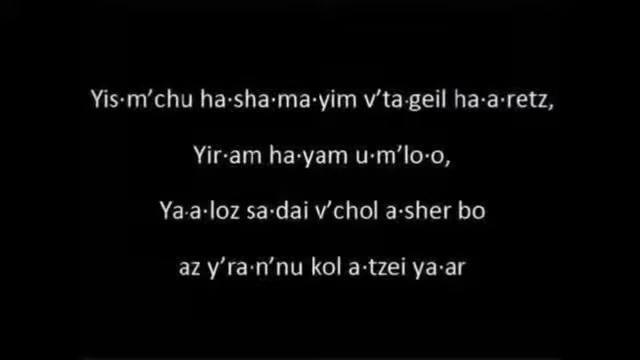 Yis·m'chu ha·sha·ma·yim v'ta·geil ha·a·retz,
Yir·am ha·yam u·m'lo·o,
Ya·a·loz sa·dai v'chol a·sher bo
az y'ra·n'nu kol a·tzei ya·ar